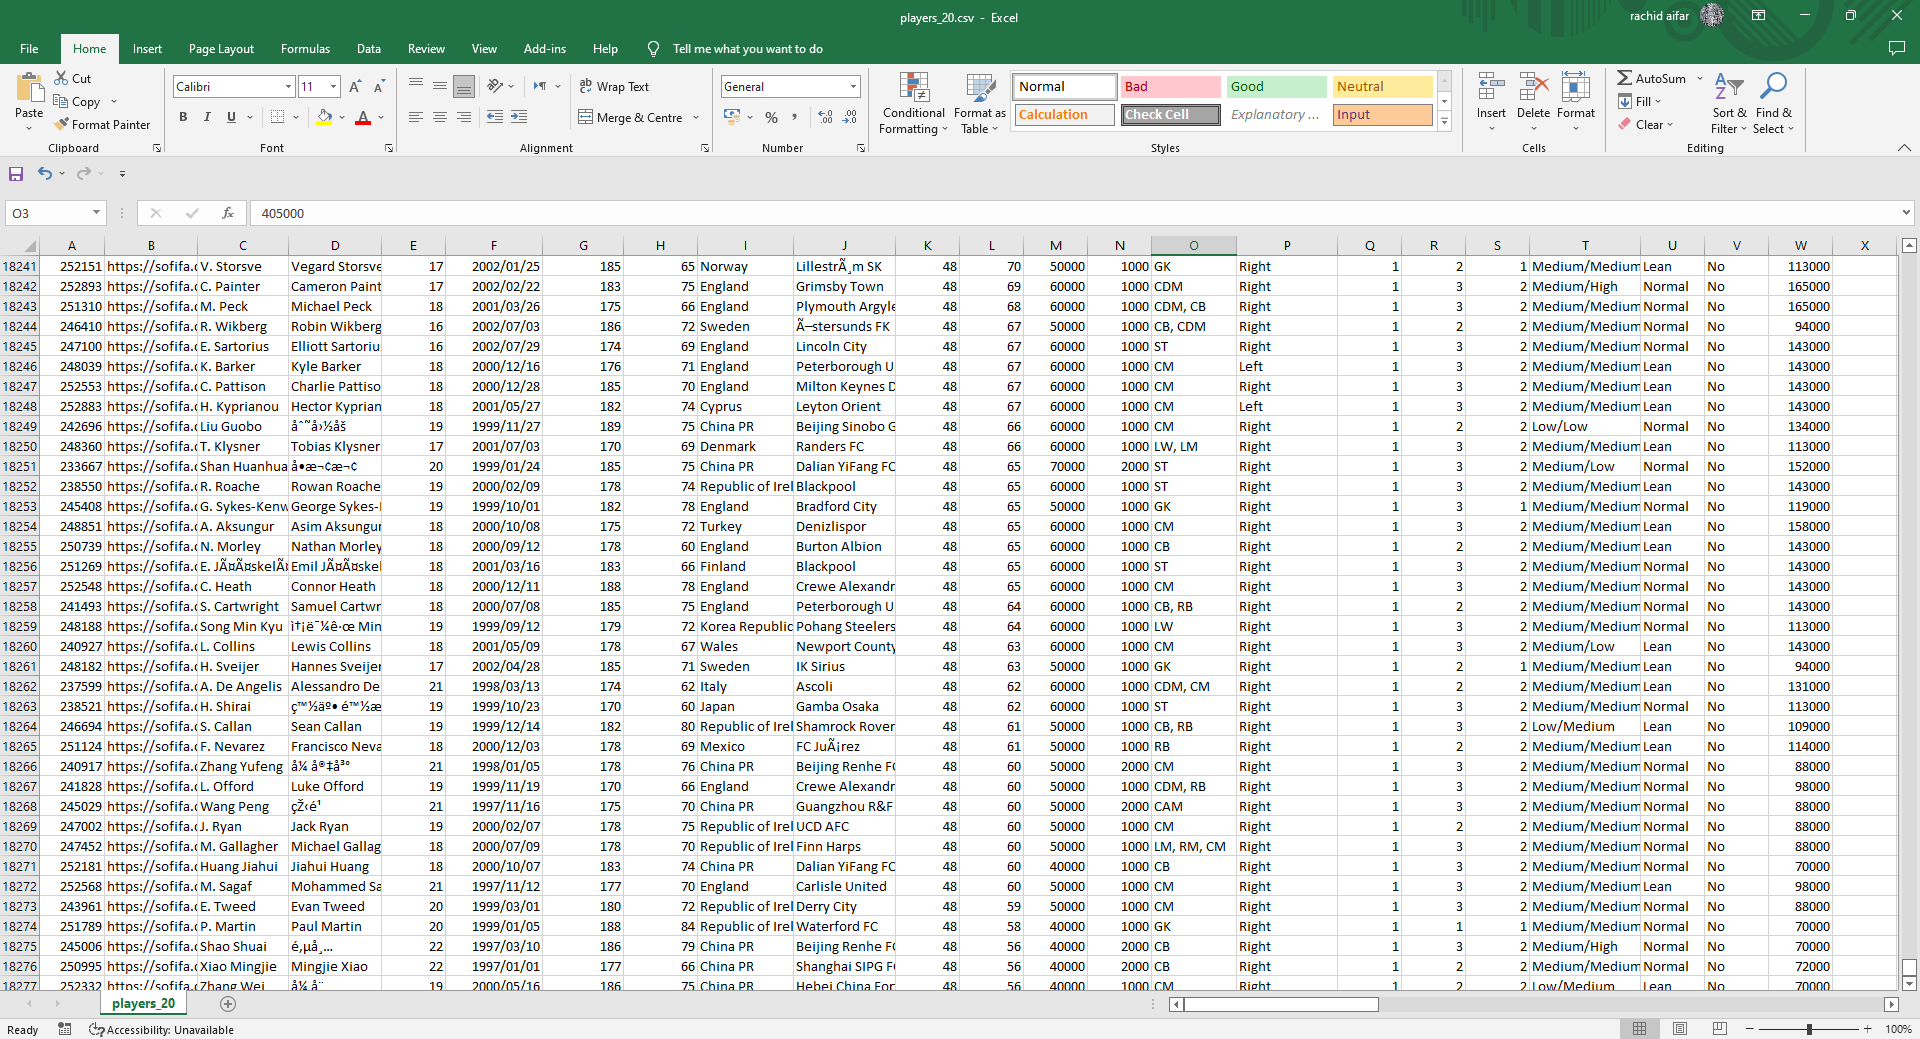 players_20.csv - Excel
rachid aifar
File Home Insert Page Layout Formulas Data Review View Add-ins Help Tell me what you want to do
Paste
Cut
Copy
Format Painter
Clipboard
Calibri 11
B I U
Font
Wrap Text
Merge & Centre
Alignment
General
Number
Conditional Formatting
Format as Table
Normal Bad Good Neutral
Calculation Check Cell Explanatory ... Input
Styles
Insert Delete Format
Cells
AutoSum
Fill
Clear
Sort & Filter
Find & Select
Editing
O3 fx 405000
A B C D E F G H I J K L M N O P Q R S T U V W X
18241 252151 https://sofifa.c V. Storsve Vegard Storsve 17 2002/01/25 185 65 Norway LillestrÃ¸m SK 48 70 50000 1000 GK Right 1 2 1 Medium/Medium Lean No 113000
18242 252893 https://sofifa.c C. Painter Cameron Paint 17 2002/02/22 183 75 England Grimsby Town 48 69 60000 1000 CDM Right 1 3 2 Medium/High Normal No 165000
18243 251310 https://sofifa.c M. Peck Michael Peck 18 2001/03/26 175 66 England Plymouth Argyle 48 68 60000 1000 CDM, CB Right 1 3 2 Medium/Medium Normal No 165000
18244 246410 https://sofifa.c R. Wikberg Robin Wikberg 16 2002/07/03 186 72 Sweden Ã–stersunds FK 48 67 50000 1000 CB, CDM Right 1 2 2 Medium/Medium Normal No 94000
18245 247100 https://sofifa.c E. Sartorius Elliott Sartoriu 16 2002/07/29 174 69 England Lincoln City 48 67 60000 1000 ST Right 1 3 2 Medium/Medium Normal No 143000
18246 248039 https://sofifa.c K. Barker Kyle Barker 18 2000/12/16 176 71 England Peterborough U 48 67 60000 1000 CM Left 1 3 2 Medium/Medium Lean No 143000
18247 252553 https://sofifa.c C. Pattison Charlie Pattiso 18 2000/12/28 185 70 England Milton Keynes D 48 67 60000 1000 CM Right 1 3 2 Medium/Medium Lean No 143000
18248 252883 https://sofifa.c H. Kyprianou Hector Kyprian 18 2001/05/27 182 74 Cyprus Leyton Orient 48 67 60000 1000 CM Left 1 3 2 Medium/Medium Lean No 143000
18249 242696 https://sofifa.c Liu Guobo 19 1999/11/27 189 75 China PR Beijing Sinobo G 48 66 60000 1000 CM Right 1 2 2 Low/Low Normal No 134000
18250 248360 https://sofifa.c T. Klysner Tobias Klysner 17 2001/07/03 170 69 Denmark Randers FC 48 66 60000 1000 LW, LM Right 1 3 2 Medium/Medium Lean No 113000
18251 233667 https://sofifa.c Shan Huanhua 20 1999/01/24 185 75 China PR Dalian YiFang FC 48 65 70000 2000 ST Right 1 3 2 Medium/Low Normal No 152000
18252 238550 https://sofifa.c R. Roache Rowan Roache 19 2000/02/09 178 74 Republic of Irel Blackpool 48 65 60000 1000 ST Right 1 3 2 Medium/Medium Lean No 143000
18253 245408 https://sofifa.c G. Sykes-Kenw George Sykes-I 19 1999/10/01 182 78 England Bradford City 48 65 50000 1000 GK Right 1 3 1 Medium/Medium Normal No 119000
18254 248851 https://sofifa.c A. Aksungur Asim Aksungur 18 2000/10/08 175 72 Turkey Denizlispor 48 65 60000 1000 CM Right 1 3 2 Medium/Medium Lean No 158000
18255 250739 https://sofifa.c N. Morley Nathan Morley 18 2000/09/12 178 60 England Burton Albion 48 65 60000 1000 CB Right 1 2 2 Medium/Medium Lean No 143000
18256 251269 https://sofifa.c E. JÃ¤Ã¤skelÃ¤ Emil JÃ¤Ã¤skel 18 2001/03/16 183 66 Finland Blackpool 48 65 60000 1000 ST Right 1 3 2 Medium/Medium Normal No 143000
18257 252548 https://sofifa.c C. Heath Connor Heath 18 2000/12/11 188 78 England Crewe Alexandr 48 65 60000 1000 CM Right 1 3 2 Medium/Medium Normal No 143000
18258 241493 https://sofifa.c S. Cartwright Samuel Cartwr 18 2000/07/08 185 75 England Peterborough U 48 64 60000 1000 CB, RB Right 1 2 2 Medium/Medium Normal No 143000
18259 248188 https://sofifa.c Song Min Kyu Min 19 1999/09/12 179 72 Korea Republic Pohang Steelers 48 64 60000 1000 LW Right 1 3 2 Medium/Medium Normal No 113000
18260 240927 https://sofifa.c L. Collins Lewis Collins 18 2001/05/09 178 67 Wales Newport County 48 63 60000 1000 CM Right 1 3 2 Medium/Low Lean No 143000
18261 248182 https://sofifa.c H. Sveijer Hannes Sveijer 17 2002/04/28 185 71 Sweden IK Sirius 48 63 50000 1000 GK Right 1 2 1 Medium/Medium Lean No 94000
18262 237599 https://sofifa.c A. De Angelis Alessandro De 21 1998/03/13 174 62 Italy Ascoli 48 62 60000 1000 CDM, CM Right 1 2 2 Medium/Medium Lean No 131000
18263 238521 https://sofifa.c H. Shirai 19 1999/10/23 170 60 Japan Gamba Osaka 48 62 60000 1000 ST Right 1 3 2 Medium/Medium Normal No 113000
18264 246694 https://sofifa.c S. Callan Sean Callan 19 1999/12/14 182 80 Republic of Irel Shamrock Rover 48 61 50000 1000 CB, RB Right 1 3 2 Low/Medium Lean No 109000
18265 251124 https://sofifa.c F. Nevarez Francisco Neva 18 2000/12/03 178 69 Mexico FC JuÃ¡rez 48 61 50000 1000 RB Right 1 2 2 Medium/Medium Lean No 114000
18266 240917 https://sofifa.c Zhang Yufeng 21 1998/01/05 178 76 China PR Beijing Renhe F 48 60 50000 2000 CM Right 1 3 2 Medium/Medium Normal No 88000
18267 241828 https://sofifa.c L. Offord Luke Offord 19 1999/11/19 170 66 England Crewe Alexandr 48 60 50000 1000 CDM, RB Right 1 3 2 Medium/Medium Normal No 98000
18268 245029 https://sofifa.c Wang Peng 21 1997/11/16 175 70 China PR Guangzhou R&F 48 60 50000 2000 CAM Right 1 3 2 Medium/Medium Normal No 88000
18269 247002 https://sofifa.c J. Ryan Jack Ryan 19 2000/02/07 178 75 Republic of Irel UCD AFC 48 60 50000 1000 CM Right 1 2 2 Medium/Medium Normal No 88000
18270 247452 https://sofifa.c M. Gallagher Michael Gallag 18 2000/07/09 178 70 Republic of Irel Finn Harps 48 60 50000 1000 LM, RM, CM Right 1 3 2 Medium/Medium Normal No 88000
18271 252181 https://sofifa.c Huang Jiahui Jiahui Huang 18 2000/10/07 183 74 China PR Dalian YiFang FC 48 60 40000 1000 CB Right 1 3 2 Medium/Medium Normal No 70000
18272 252568 https://sofifa.c M. Sagaf Mohammed Sa 21 1997/11/12 177 70 England Carlisle United 48 60 50000 1000 CM Right 1 3 2 Medium/Medium Lean No 98000
18273 243961 https://sofifa.c E. Tweed Evan Tweed 20 1999/03/01 180 72 Republic of Irel Derry City 48 59 50000 1000 CM Right 1 3 2 Medium/Medium Normal No 88000
18274 251789 https://sofifa.c P. Martin Paul Martin 20 1999/01/05 188 84 Republic of Irel Waterford FC 48 58 40000 1000 GK Right 1 1 1 Medium/Medium Normal No 70000
18275 245006 https://sofifa.c Shao Shuai 22 1997/03/10 186 79 China PR Beijing Renhe F 48 56 40000 2000 CB Right 1 3 2 Medium/High Normal No 70000
18276 250995 https://sofifa.c Xiao Mingjie Mingjie Xiao 22 1997/01/01 177 66 China PR Shanghai SIPG F 48 56 40000 2000 CB Right 1 2 2 Medium/Medium Normal No 72000
18277 252332 https://sofifa.c Zhang Wei 19 2000/05/16 186 75 China PR Hebei China For 48 56 40000 1000 CM Right 1 2 2 Low/Medium Lean No 70000
players_20
Ready Accessibility: Unavailable 100%